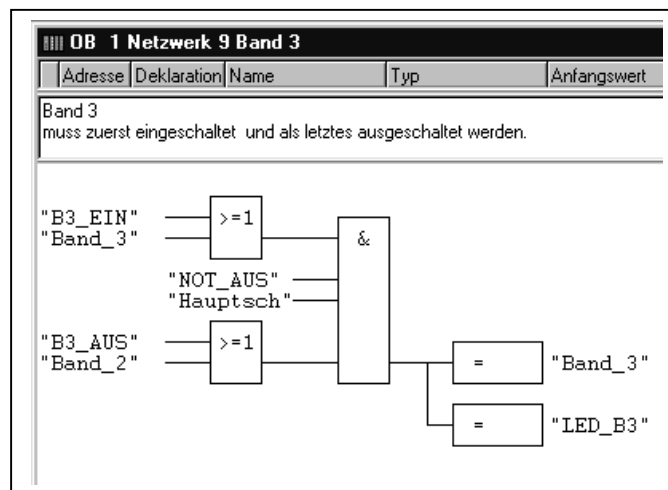 OB 1 Netzwerk 9 Band 3
Adresse Deklaration Name Typ Anfangswert
Band 3
muss zuerst eingeschaltet und als letztes ausgeschaltet werden.
"B3_EIN" >=1
"Band_3" &
"NOT_AUS"
"Hauptsch"
"B3_AUS" >=1
"Band_2" = "Band_3"
= "LED_B3"